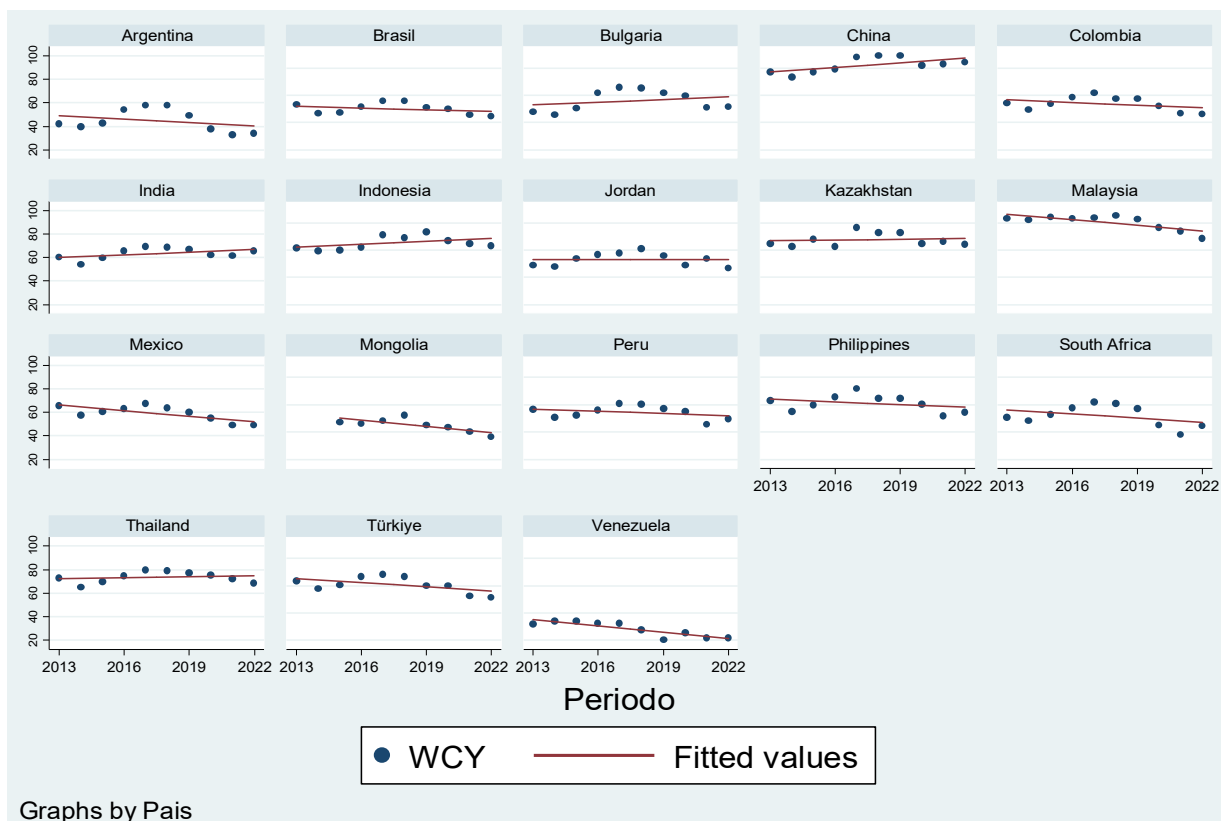 Argentina Brasil Bulgaria China Colombia
100
80
60
40
20
India Indonesia Jordan Kazakhstan Malaysia
100
80
60
40
20
Mexico Mongolia Peru Philippines South Africa
100
80
60
40
20
2013 2016 2019 2022 2013 2016 2019 2022
Thailand Türkiye Venezuela
100
80
60
40
20
2013 2016 2019 2022 2013 2016 2019 2022 2013 2016 2019 2022
Periodo
WCY Fitted values
Graphs by Pais